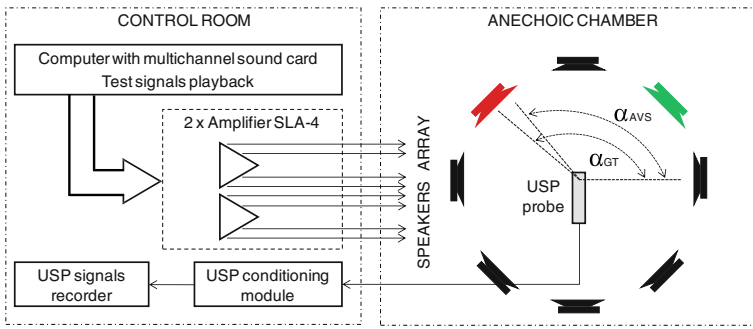 CONTROL ROOM
Computer with multichannel sound card
Test signals playback
2 x Amplifier SLA-4
USP signals
recorder
USP conditioning
module
SPEAKERS ARRAY
ANECHOIC CHAMBER
αAVS
αGT
USP
probe